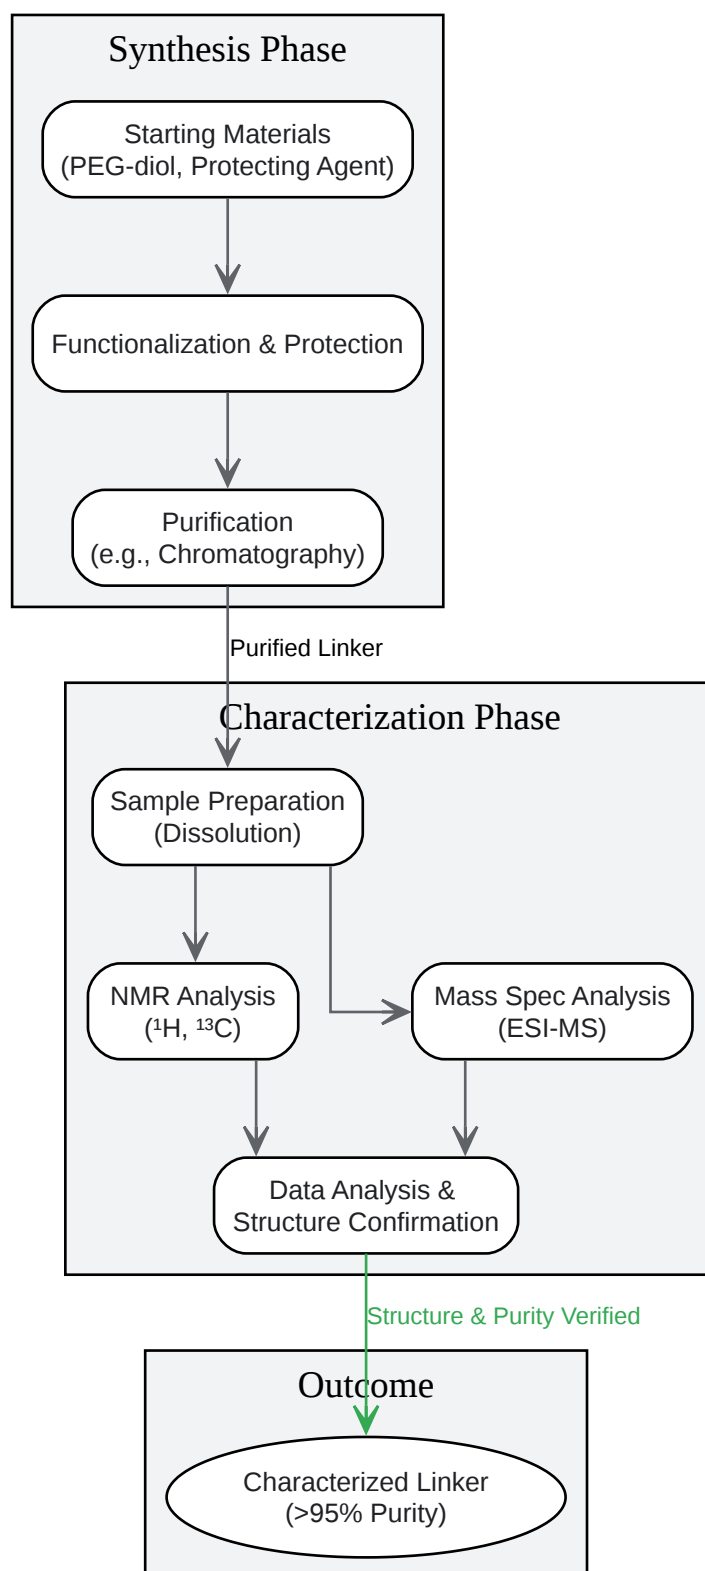 Synthesis Phase
Starting Materials
(PEG-diol, Protecting Agent)
Functionalization & Protection
Purification
(e.g., Chromatography)
Purified Linker
Characterization Phase
Sample Preparation
(Dissolution)
NMR Analysis
(¹H, ¹³C)
Mass Spec Analysis
(ESI-MS)
Data Analysis &
Structure Confirmation
Structure & Purity Verified
Outcome
Characterized Linker
(>95% Purity)